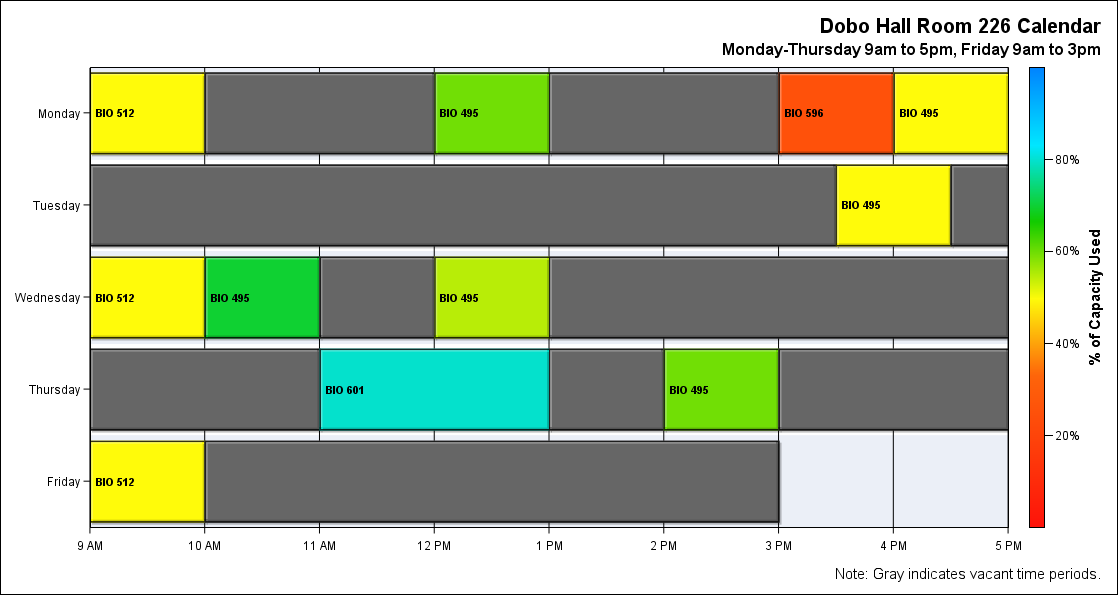 Dobo Hall Room 226 Calendar
Monday-Thursday 9am to 5pm, Friday 9am to 3pm
Monday
BIO 512
BIO 495
BIO 596
BIO 495
Tuesday
BIO 495
Wednesday
BIO 512
BIO 495
BIO 495
Thursday
BIO 601
BIO 495
Friday
BIO 512
9 AM
10 AM
11 AM
12 PM
1 PM
2 PM
3 PM
4 PM
5 PM
80%
60%
40%
20%
% of Capacity Used
Note: Gray indicates vacant time periods.